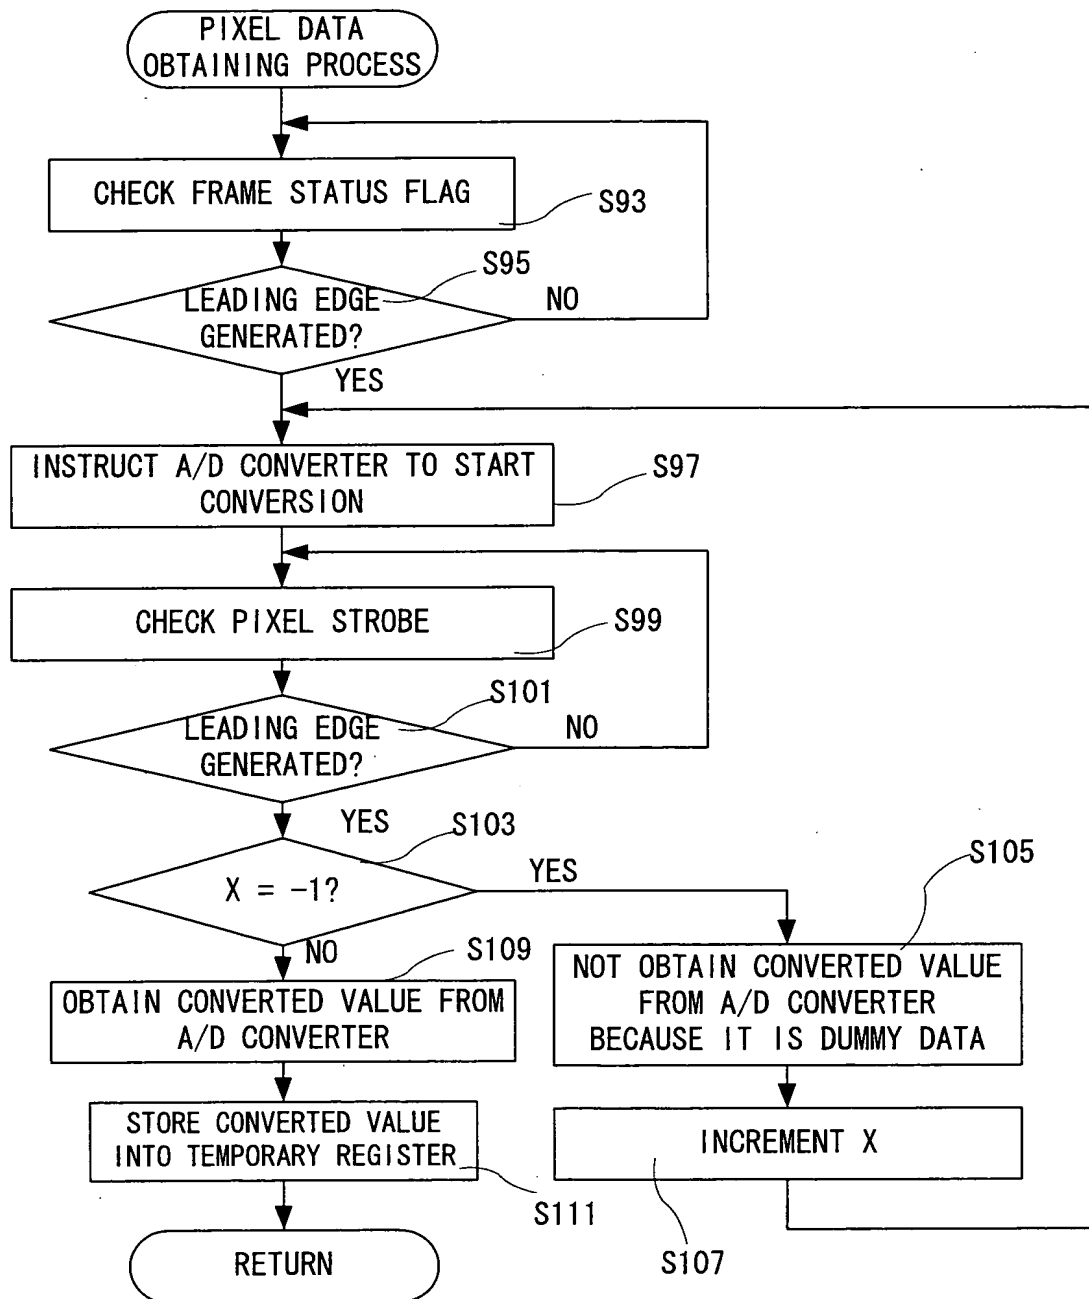 PIXEL DATA
OBTAINING PROCESS
CHECK FRAME STATUS FLAG
S93
S95
LEADING EDGE
GENERATED?
NO
YES
INSTRUCT A/D CONVERTER TO START
CONVERSION
S97
CHECK PIXEL STROBE
S99
S101
LEADING EDGE
GENERATED?
NO
YES
S103
X = -1?
YES
S105
NO
S109
OBTAIN CONVERTED VALUE FROM
A/D CONVERTER
NOT OBTAIN CONVERTED VALUE
FROM A/D CONVERTER
BECAUSE IT IS DUMMY DATA
STORE CONVERTED VALUE
INTO TEMPORARY REGISTER
S111
INCREMENT X
S107
RETURN